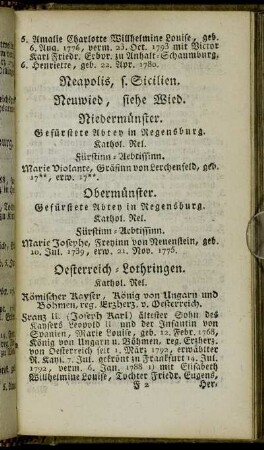 5. Amalie Charlotte Willhelmine Louise, geb.
6. Aug. 1776, verm. 23. Oct. 1793 mit Victor
Karl Friedr. Erbpr. zu Anhalt-Schaumburg,
6. Henriette, geb. 22. Apr. 1780.
Neapolis, s. Sicilien.
Neuwied, siehe Wied.
Niedermünster.
Gefürstete Abtey in Regensburg.
Kathol. Rel.
Fürstinn-Aebtissinn.
Marie Violante, Gräfinn von Lerchenfeld, geb.
17**, erw. 17**.
Obermünster.
Gefürstete Abtey in Regensburg.
Kathol. Rel.
Fürstinn-Aebtissinn.
Marie Josephe, Freyinn von Neuenstein, geb.
10. Jul. 1739, erw. 21. Nov. 1775.
Oesterreich-Lothringen.
Kathol. Rel.
Römischer Kayser, König von Ungarn und
Böhmen, reg. Erzherz. v. Oesterreich.
Franz II. (Joseph Karl) ältester Sohn des
Kaysers Leopold II und der Infantin von
Spanien, Marie Louise, geb. 12. Febr. 1768,
König von Ungarn u. Böhmen, reg. Erzherz.
von Oesterreich seit 1. März 1792, erwählter
R. Kays. 7. Jul. gekrönt zu Frankfurt 14. Jul.
1792, verm. 6. Jan. 1788 1) mit Elisabeth
Willhelmine Louise, Tochter Friedr. Eugens,
F 2 Her,